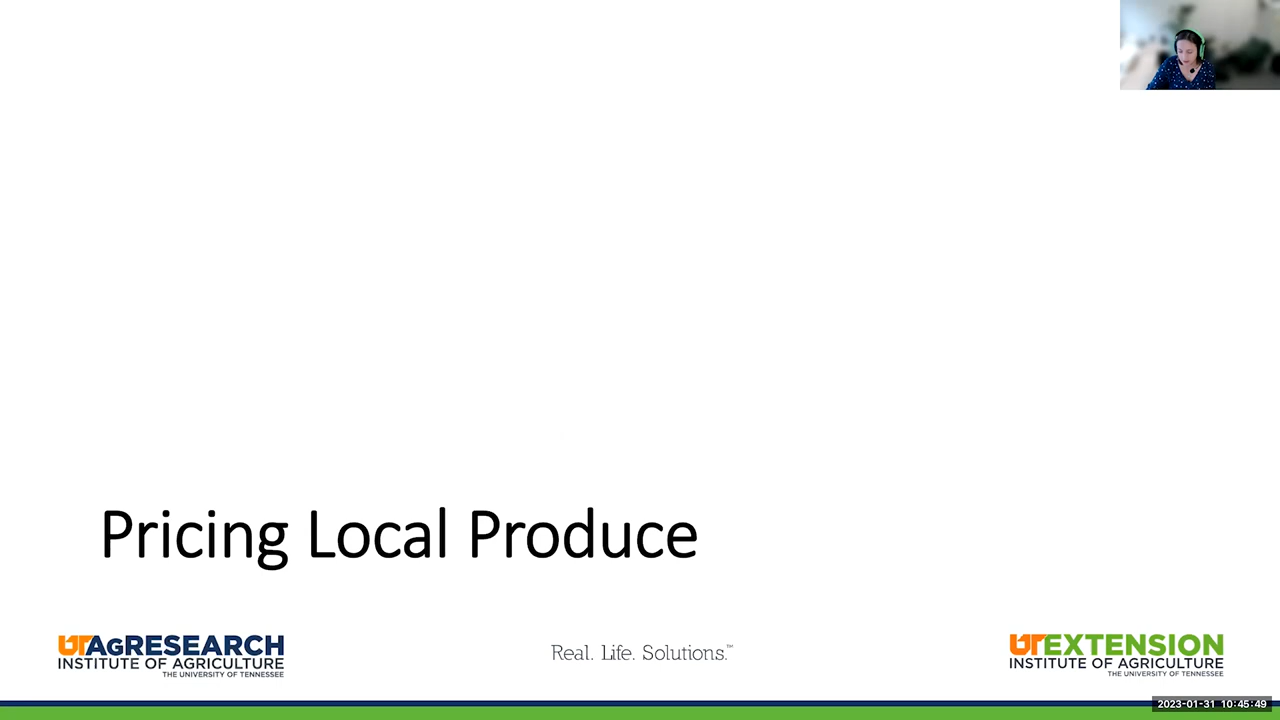 Pricing Local Produce
UTAGRESEARCH
INSTITUTE OF AGRICULTURE
THE UNIVERSITY OF TENNESSEE
Real. Life. Solutions.™
UTEXTENSION
INSTITUTE OF AGRICULTURE
THE UNIVERSITY OF TENNESSEE
2023-01-31 10:45:49